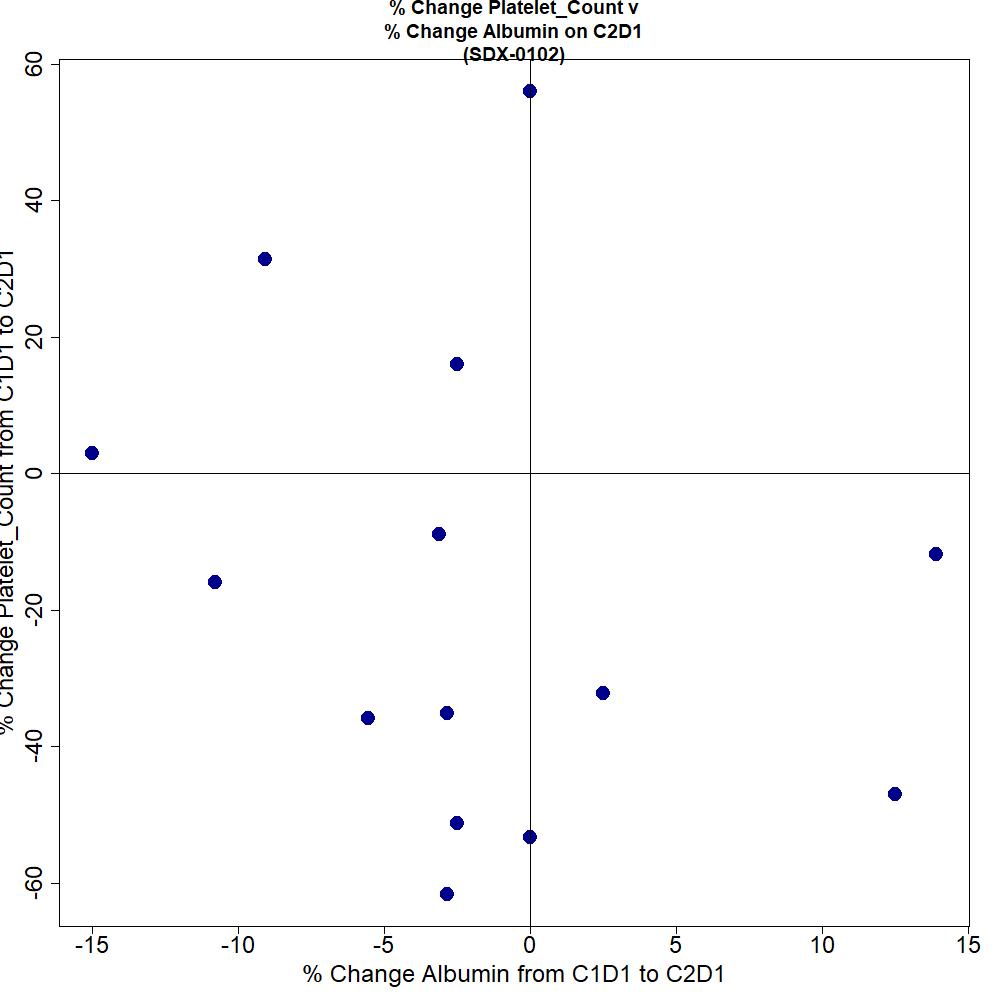 % Change Platelet_Count v
% Change Albumin on C2D1
(SDX-0102)
% Change Platelet_Count from C1D1 to C2D1
60
40
20
0
-20
-40
-60
-15
-10
-5
0
5
10
15
% Change Albumin from C1D1 to C2D1